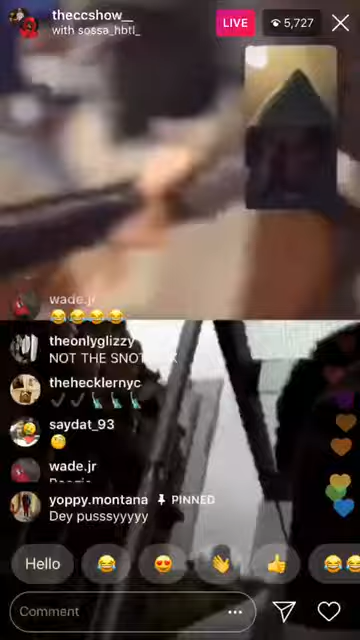 theccshow__
LIVE
5,727
with sossa_hbtl_
wade.jr
😂😂😂😂
theonlyglizzy
NOT THE SNOT
thehecklernyc
✔️✔️🗽🗽🗽
saydat_93
🧐
wade.jr
yoppy.montana PINNED
Dey pusssyyyyy
Hello 😂 😍 👋 👍 😂😂
Comment